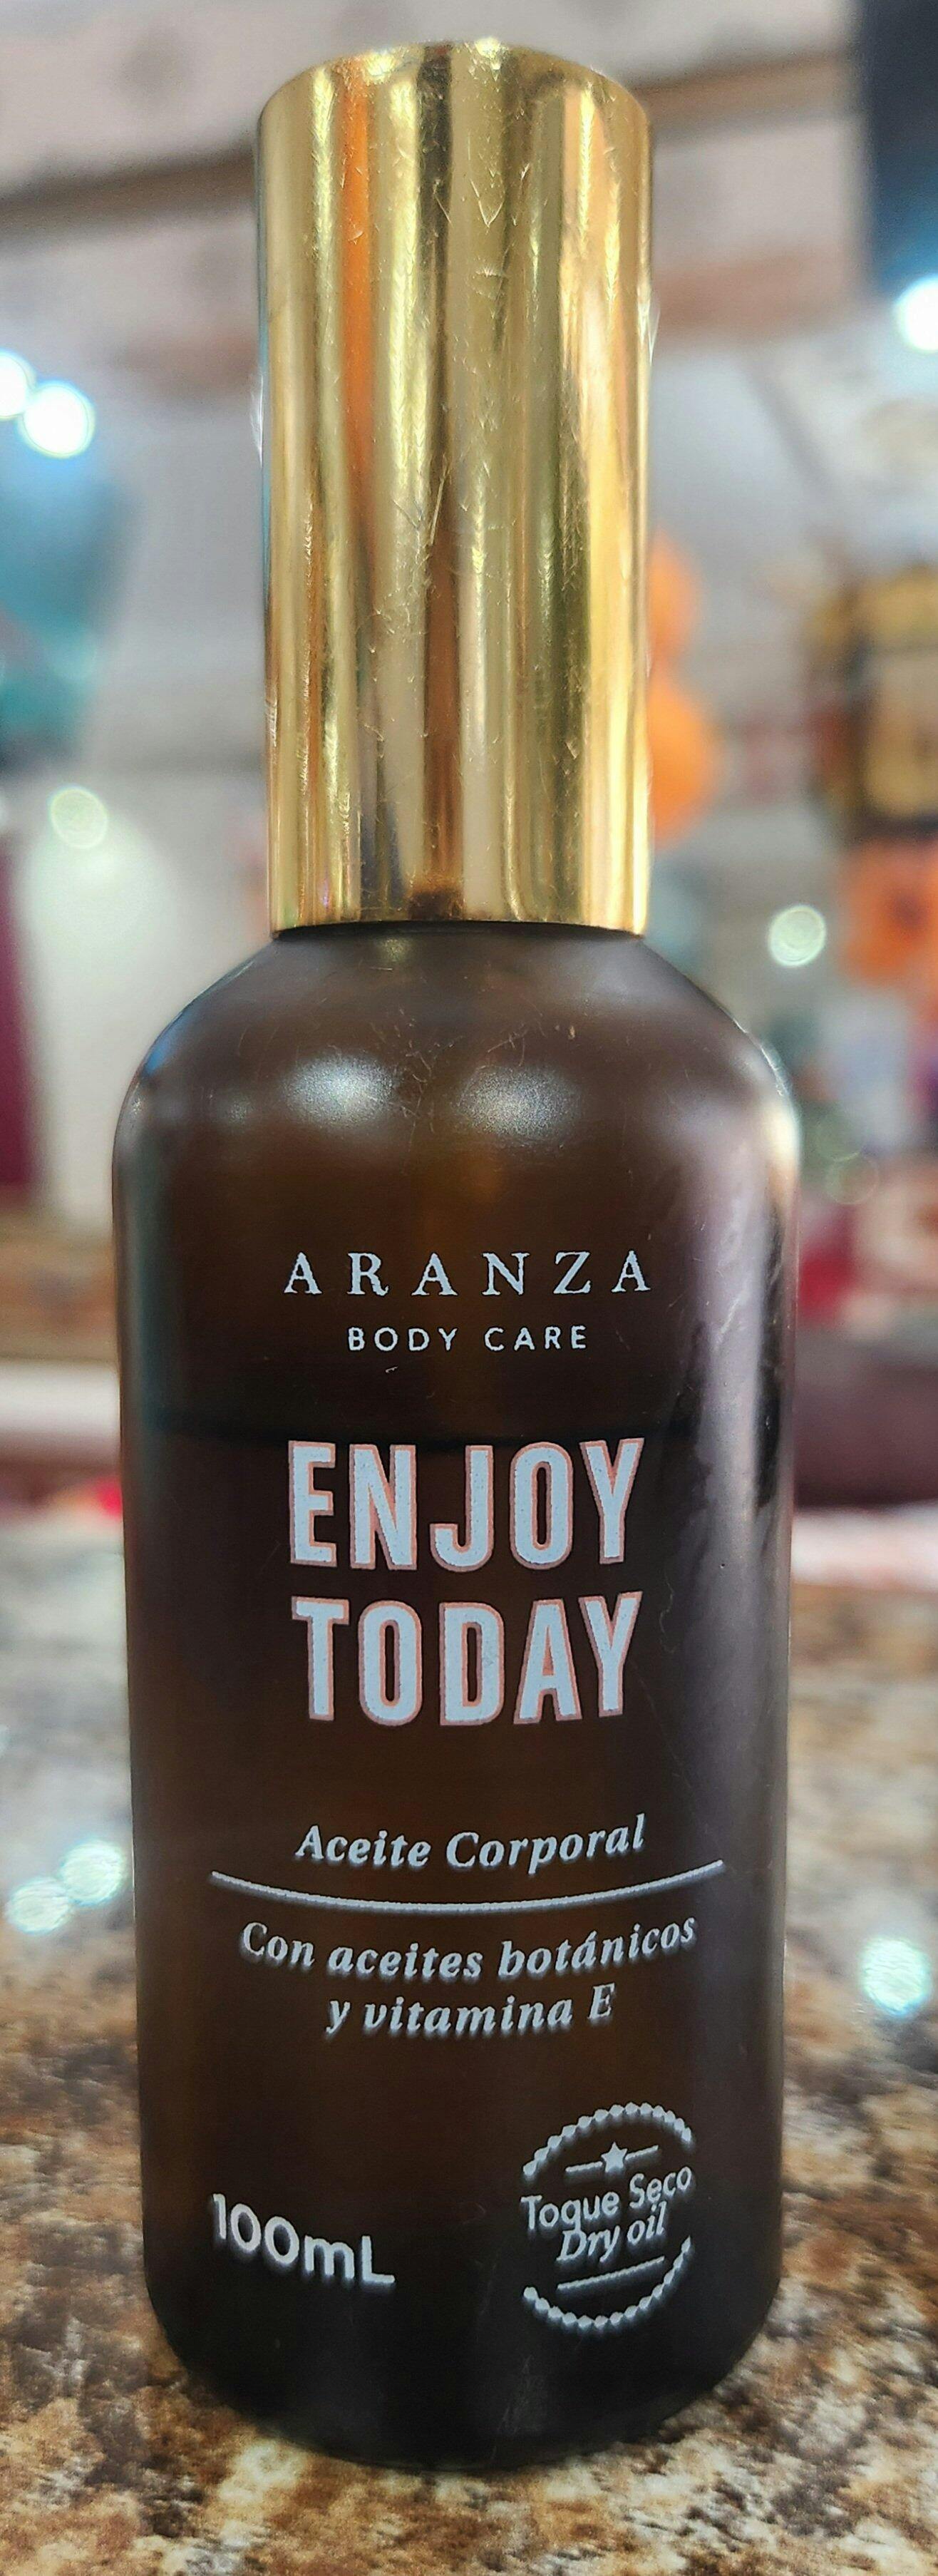 ARANZA
BODY CARE
ENJOY
TODAY
Aceite Corporal
Con aceites botánicos
y vitamina E
100mL
Toque Seco
Dry oil